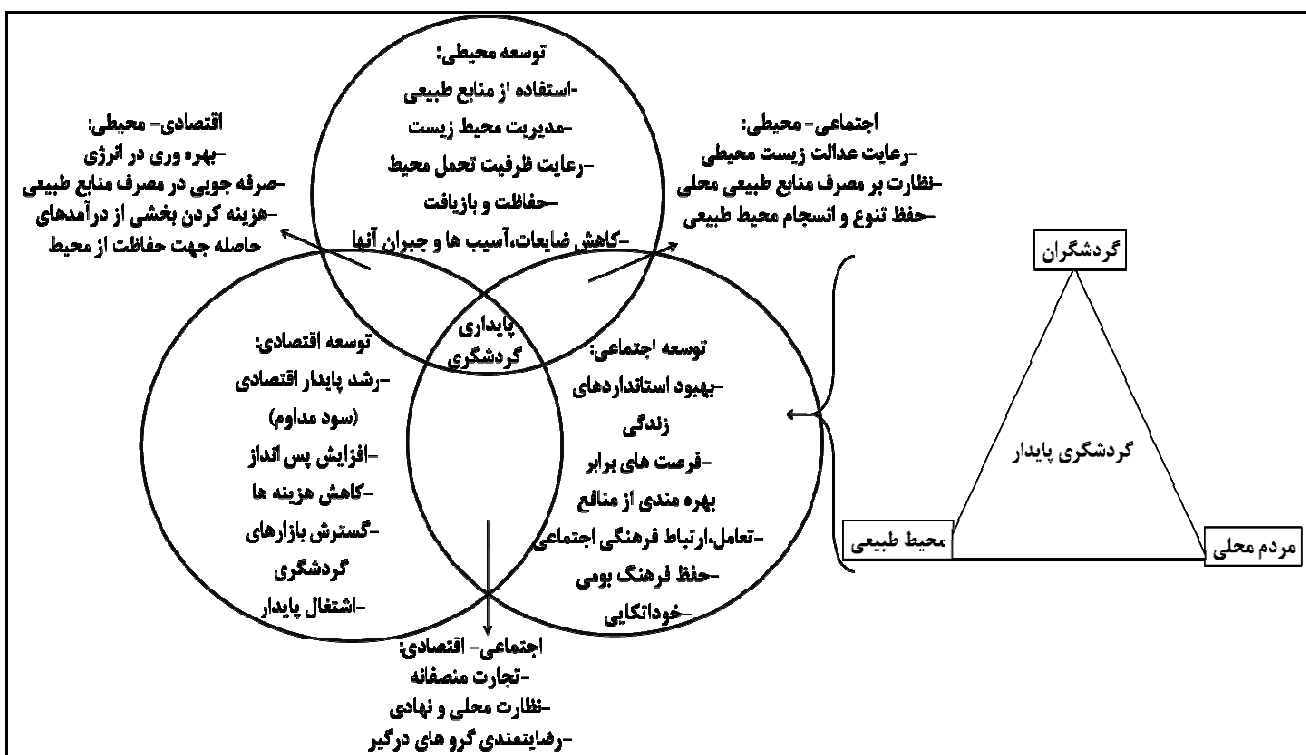 توسعه محیطی:
-استفاده از منابع طبیعی
-مدیریت محیط زیست
-رعایت ظرفیت تحمل محیط
-حفاظت و بازیافت
-کاهش ضایعات،آسیب ها و جبران آنها
اجتماعی- محیطی:
-رعایت عدالت زیست محیطی
-نظارت بر مصرف منابع طبیعی محلی
-حفظ تنوع و انسجام محیط طبیعی
اقتصادی- محیطی:
-بهره وری در انرژی
-صرفه جویی در مصرف منابع طبیعی
-هزینه کردن بخشی از درآمدهای
حاصله جهت حفاظت از محیط
پایداری
گردشگری
توسعه اجتماعی:
-بهبود استانداردهای
زندگی
-فرصت های برابر
بهره مندی از منافع
-تعامل،ارتباط فرهنگی اجتماعی
-حفظ فرهنگ بومی
-خوداتکایی
توسعه اقتصادی:
-رشد پایدار اقتصادی
(سود مداوم)
-افزایش پس انداز
-کاهش هزینه ها
-گسترش بازارهای
گردشگری
-اشتغال پایدار
اجتماعی- اقتصادی:
-تجارت منصفانه
-نظارت محلی و نهادی
-رضایتمندی گرو های درگیر
گردشگران
گردشگری پایدار
مردم محلی
محیط طبیعی